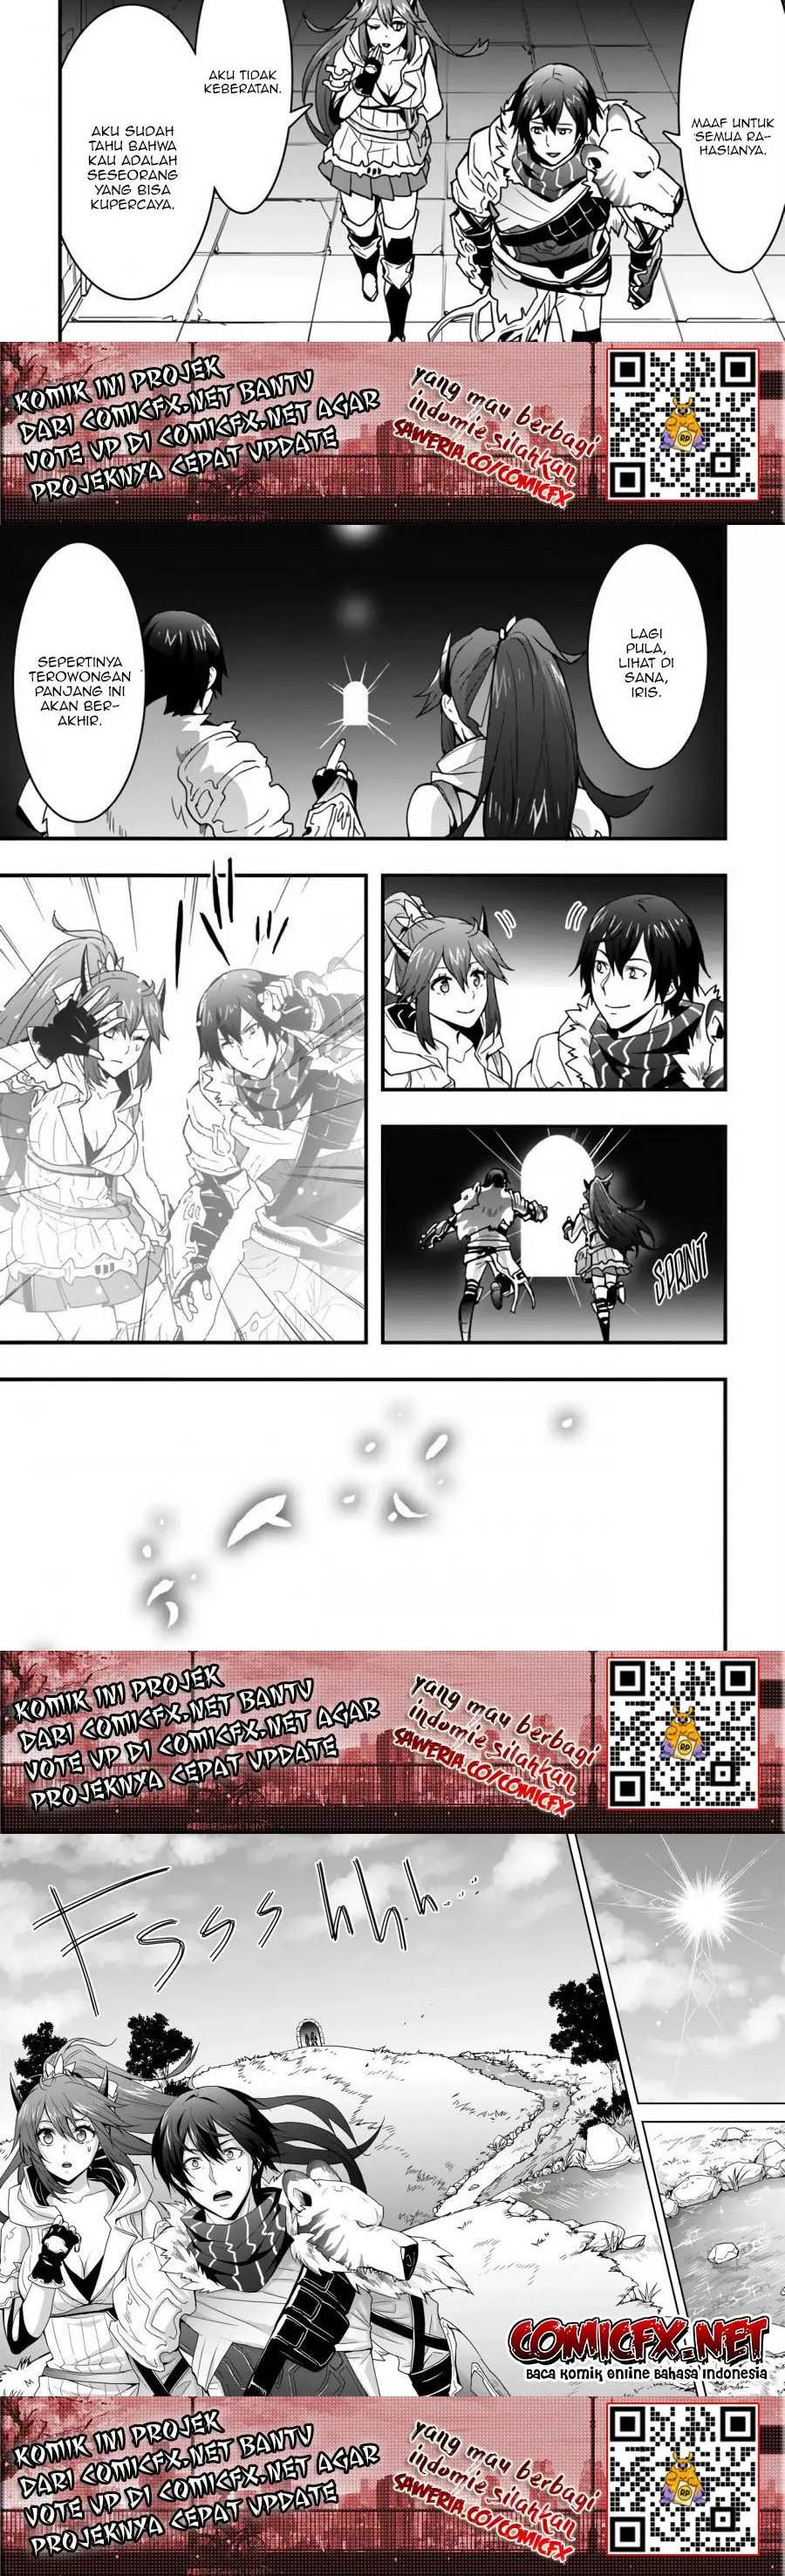 MAAF UNTUK
SEMUA RA-
HASIANYA.
AKU TIDAK
KEBERATAN.
AKU SUDAH
TAHU BAHWA
KAU ADALAH
SESEORANG
YANG BISA
KUPERCAYA.
KOMIK INI PROJEK
DARI COMICFX.NET BANTU
VOTE UP DI COMICFX.NET AGAR
PROJEKNYA CEPAT UPDATE
yang mau berbagi
indomie silahkan
SAWERIA.CO/COMICFX
RP
LAGI
PULA,
LIHAT DI
SANA,
IRIS.
SEPERTINYA
TEROWONGAN
PANJANG INI
AKAN BER-
AKHIR.
SPRINT
KOMIK INI PROJEK
DARI COMICFX.NET BANTU
VOTE UP DI COMICFX.NET AGAR
PROJEKNYA CEPAT UPDATE
yang mau berbagi
indomie silahkan
SAWERIA.CO/COMICFX
RP
Fssshhh...
COMICFX.NET
Baca Komik Online Bahasa Indonesia
KOMIK INI PROJEK
DARI COMICFX.NET BANTU
VOTE UP DI COMICFX.NET AGAR
PROJEKNYA CEPAT UPDATE
yang mau berbagi
indomie silahkan
SAWERIA.CO/COMICFX
RP